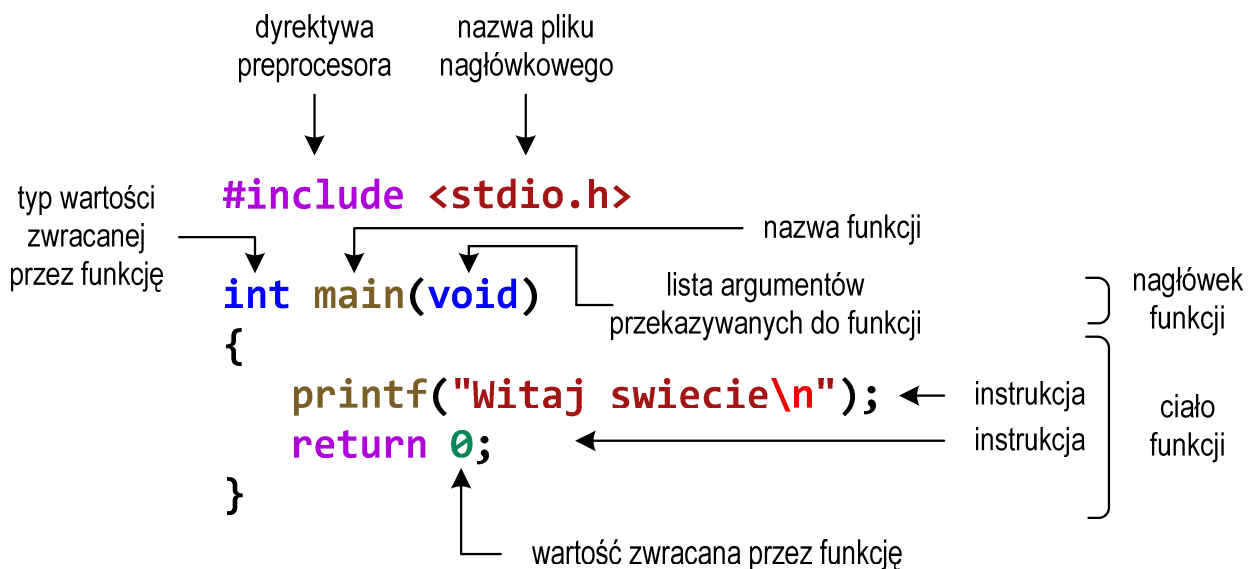 dyrektywa
preprocesora
nazwa pliku
nagłówkowego
#include <stdio.h>
typ wartości
zwracanej
przez funkcję
nazwa funkcji
int main(void)
lista argumentów
przekazywanych do funkcji
nagłówek
funkcji
{
printf("Witaj swiecie\n");
instrukcja
return 0;
instrukcja
ciało
funkcji
}
wartość zwracana przez funkcję